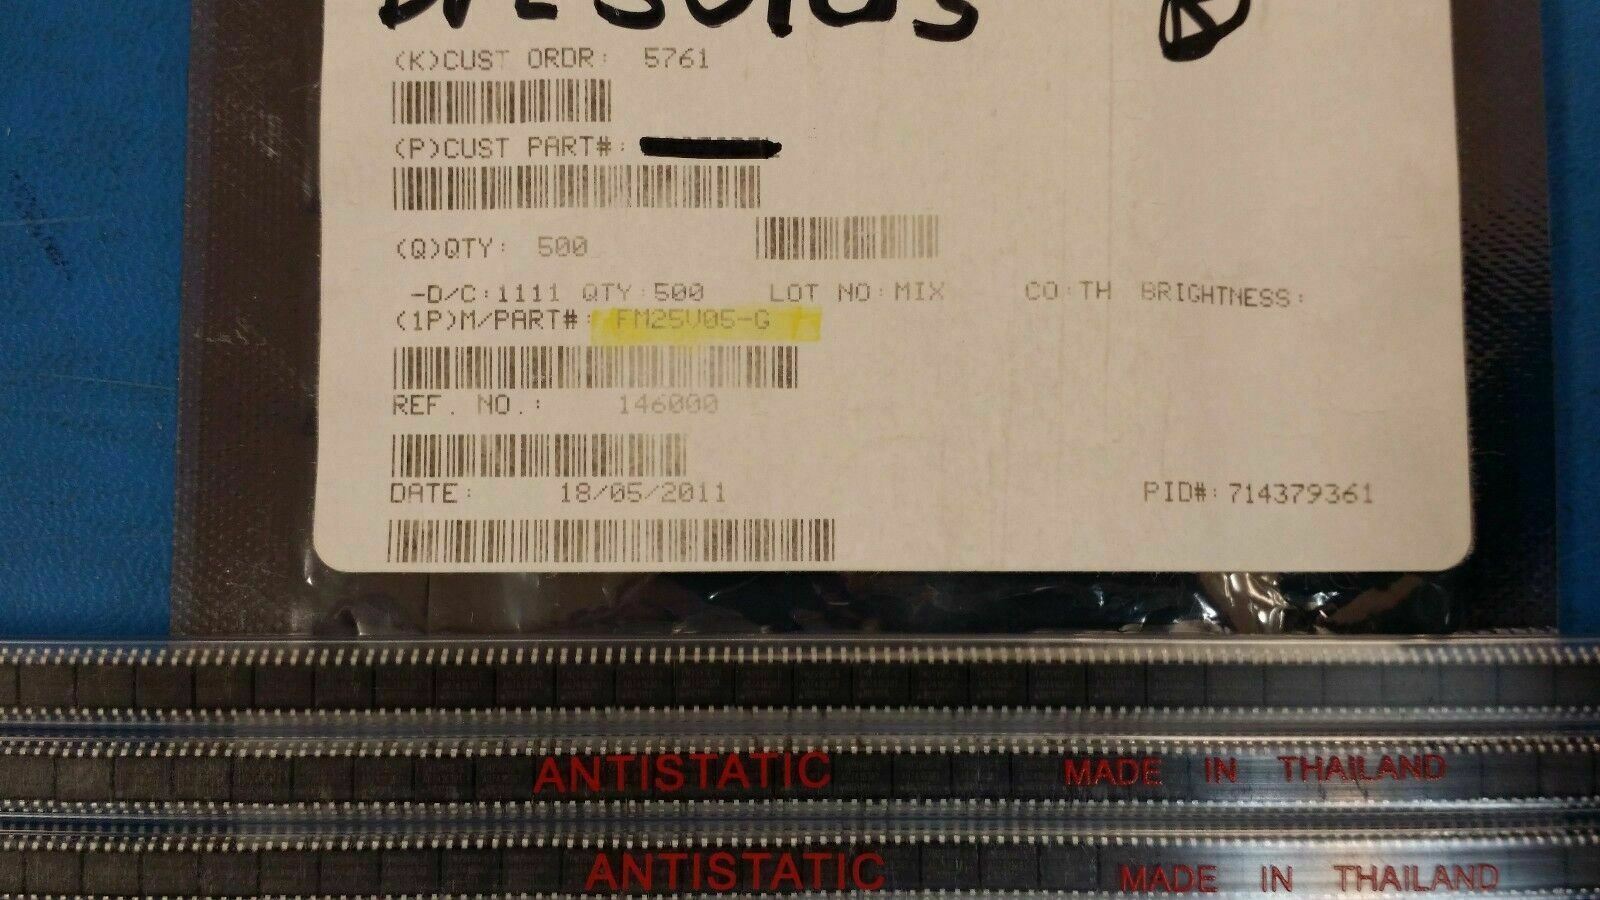 (K)CUST ORDR: 5761
(P)CUST PART#:
(Q)QTY: 500
-D/C:1111 QTY:500 LOT NO:MIX CO:TH BRIGHTNESS:
(1P)M/PART#: FM25V05-G
REF. NO.: 146000
DATE: 18/05/2011 PID#:714379361
ANTISTATIC MADE IN THAILAND
ANTISTATIC MADE IN THAILAND